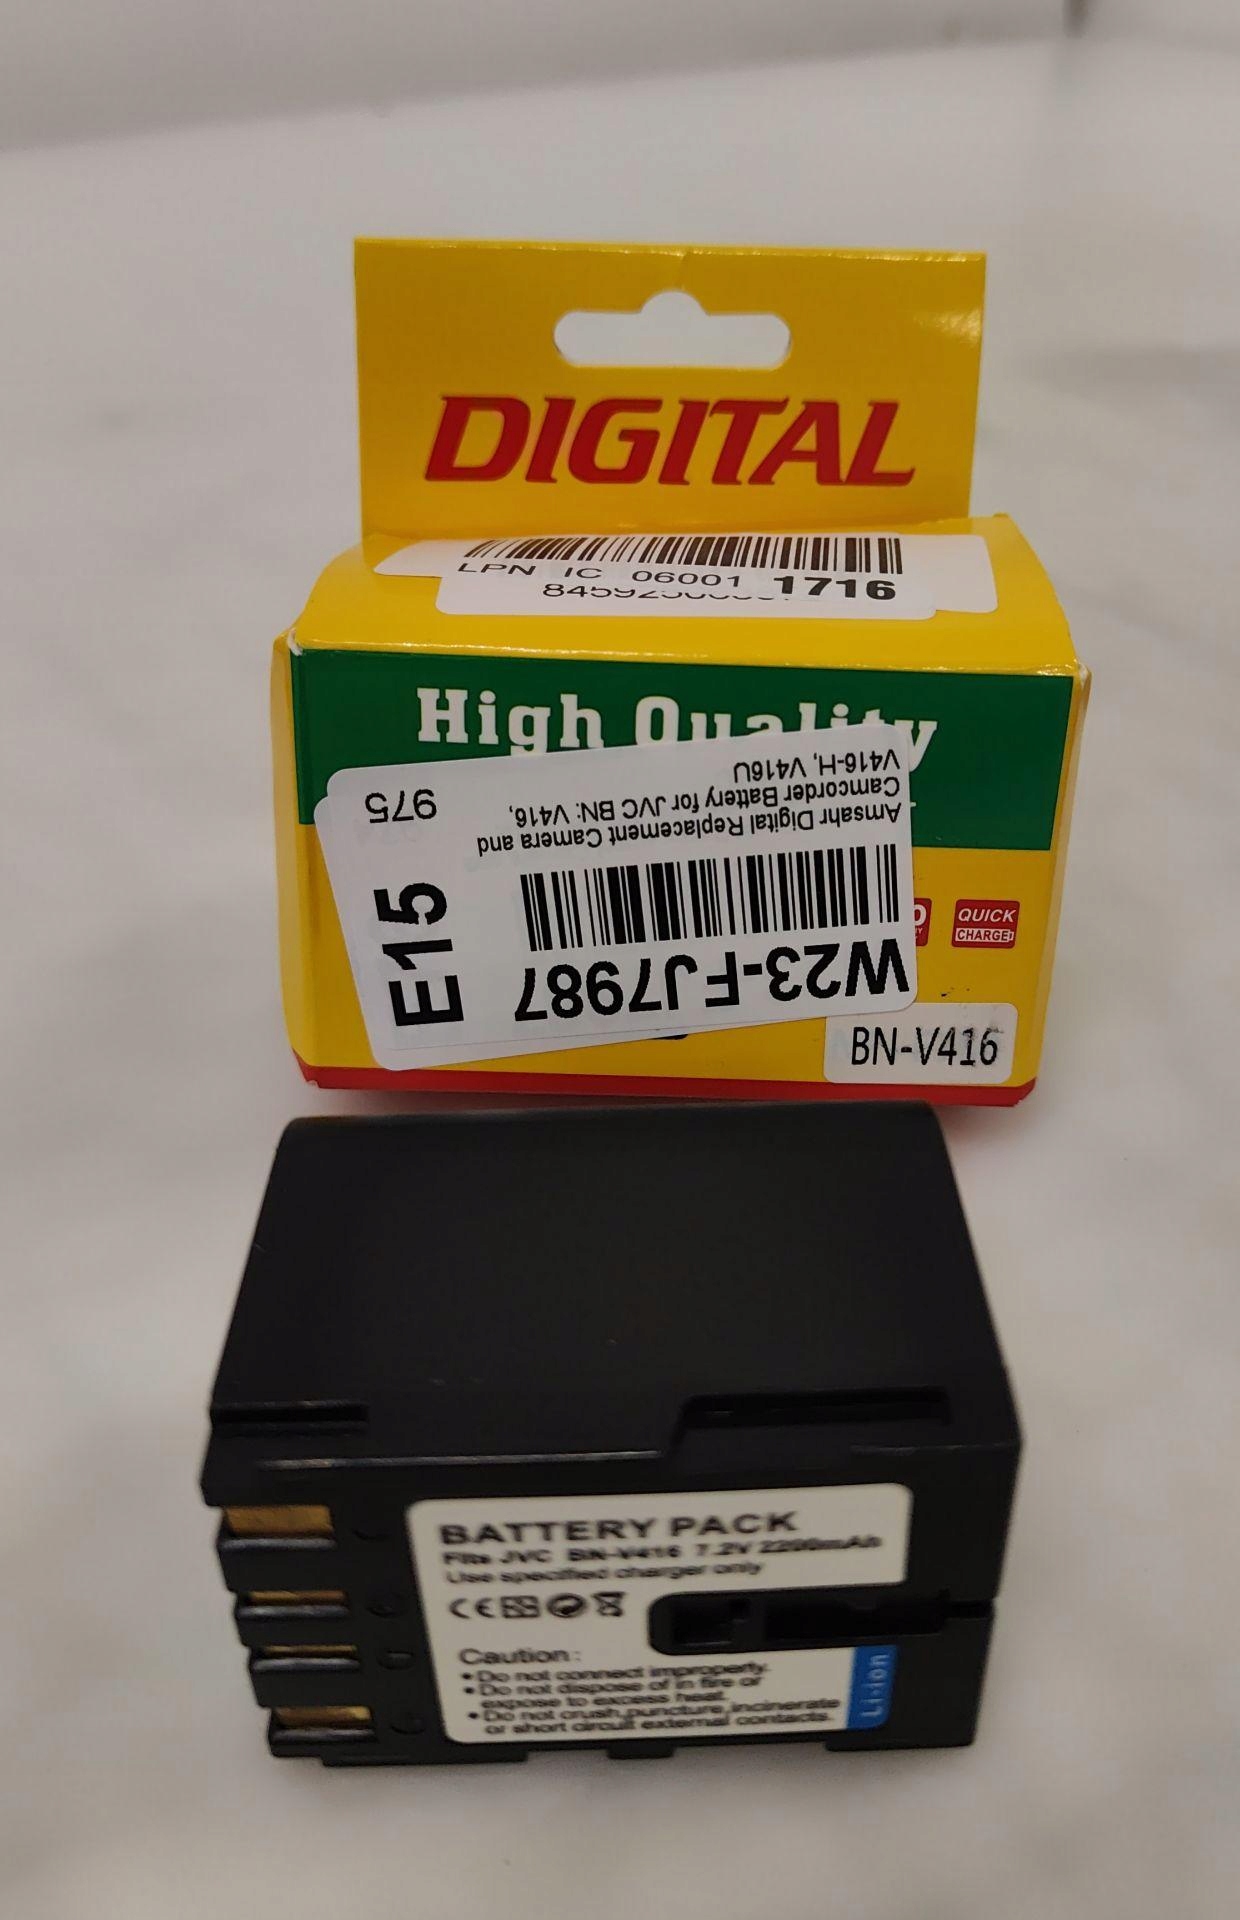 DIGITAL
LPN IC 06001 1716
High Quality
Amsahr Digital Replacement Camera and
Camcorder Battery for JVC BN: V416,
V416-H, V416U
975
E15
W23-FJ7987
QUICK
CHARGE
BN-V416
BATTERY PACK
Fits JVC BN-V416 7.2V 2200mAh
Use specified charger only
CE
Caution:
•Do not connect improperly.
•Do not dispose of in fire or
expose to excess heat.
•Do not crush,puncture,incinerate
or short circuit external contacts.
Li-ion